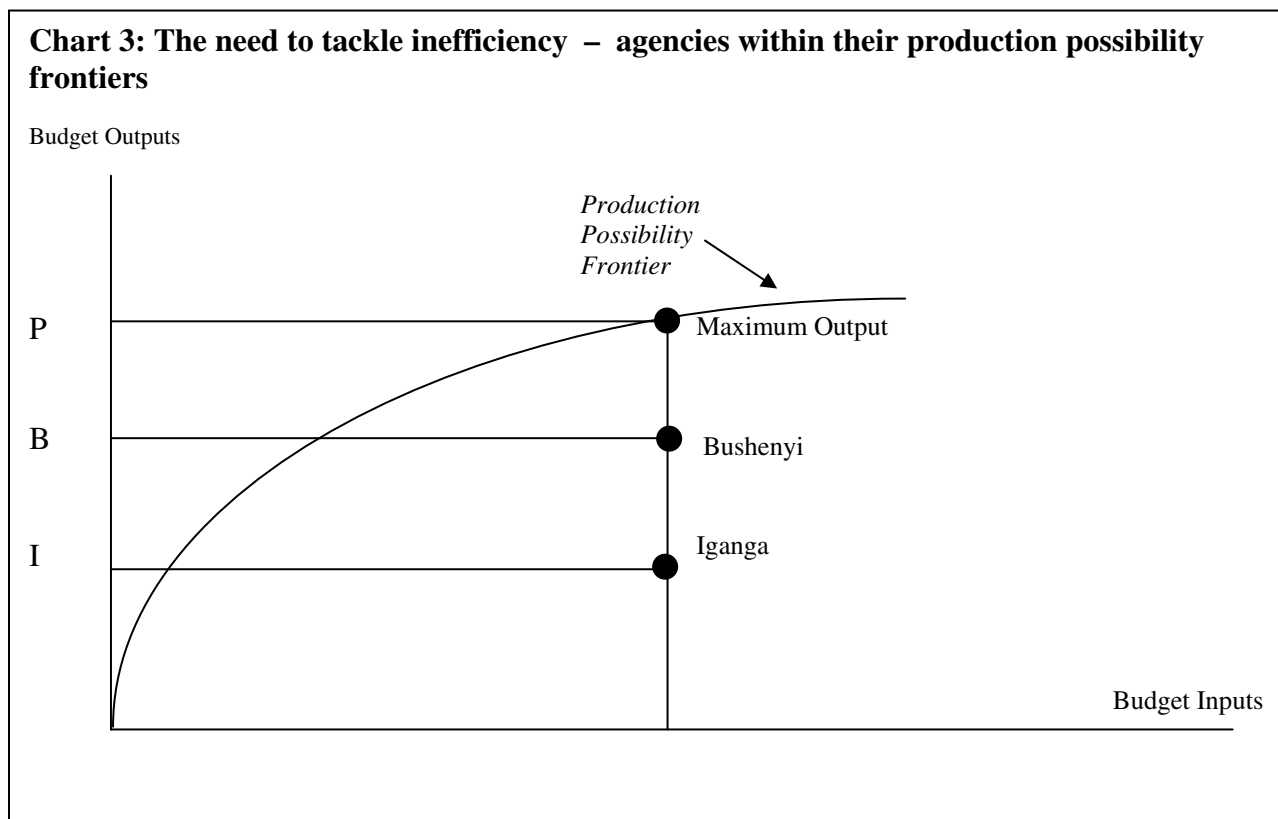 Chart 3: The need to tackle inefficiency – agencies within their production possibility
frontiers
Budget Outputs
Production
Possibility
Frontier
P
Maximum Output
B
Bushenyi
I
Iganga
Budget Inputs